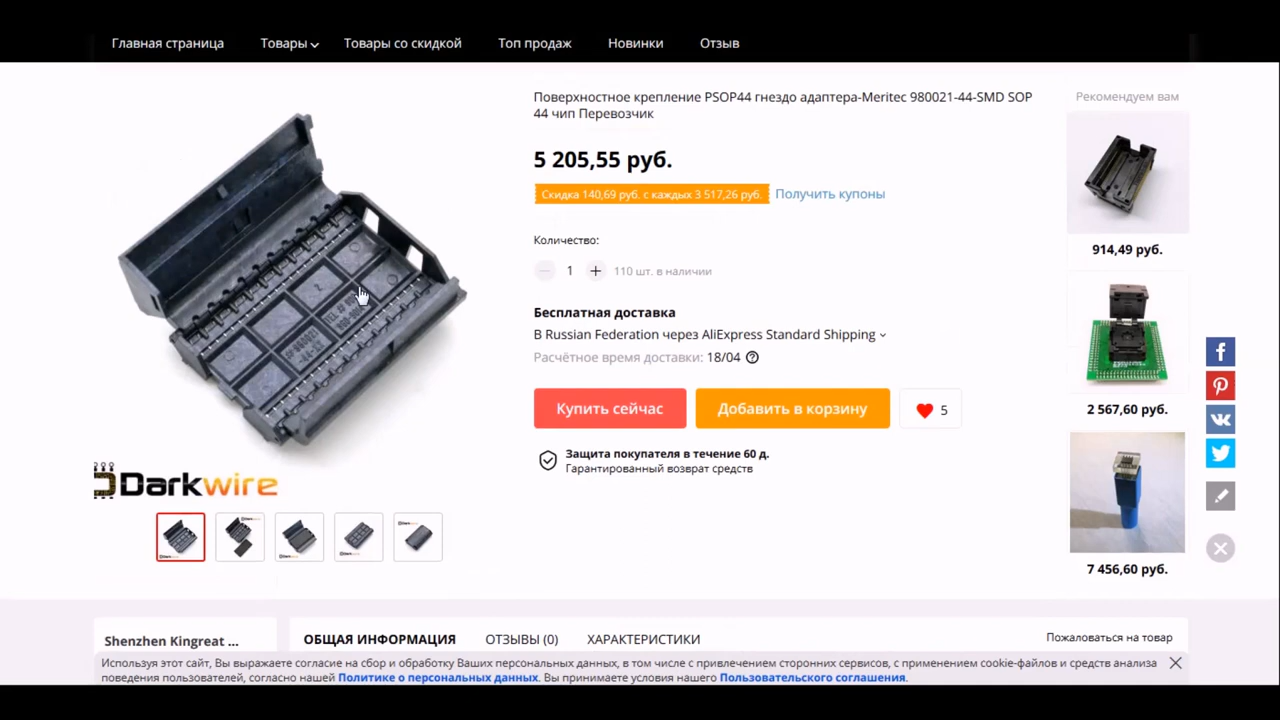 Главная страница
Товары
Товары со скидкой
Топ продаж
Новинки
Отзыв
Поверхностное крепление PSOP44 гнездо адаптера-Meritec 980021-44-SMD SOP
44 чип Перевозчик
5 205,55 руб.
Скидка 140,69 руб. с каждых 3 517,26 руб.
Получить купоны
Количество:
1
110 шт. в наличии
Бесплатная доставка
В Russian Federation через AliExpress Standard Shipping
Расчётное время доставки: 18/04
Купить сейчас
Добавить в корзину
5
Защита покупателя в течение 60 д.
Гарантированный возврат средств
Рекомендуем вам
914,49 руб.
2 567,60 руб.
7 456,60 руб.
Darkwire
Shenzhen Kingreat ...
ОБЩАЯ ИНФОРМАЦИЯ
ОТЗЫВЫ (0)
ХАРАКТЕРИСТИКИ
Пожаловаться на товар
Используя этот сайт, Вы выражаете согласие на сбор и обработку Ваших персональных данных, в том числе с привлечением сторонних сервисов, с применением cookie-файлов и средств анализа
поведения пользователей, согласно нашей Политике о персональных данных. Вы принимаете условия нашего Пользовательского соглашения.